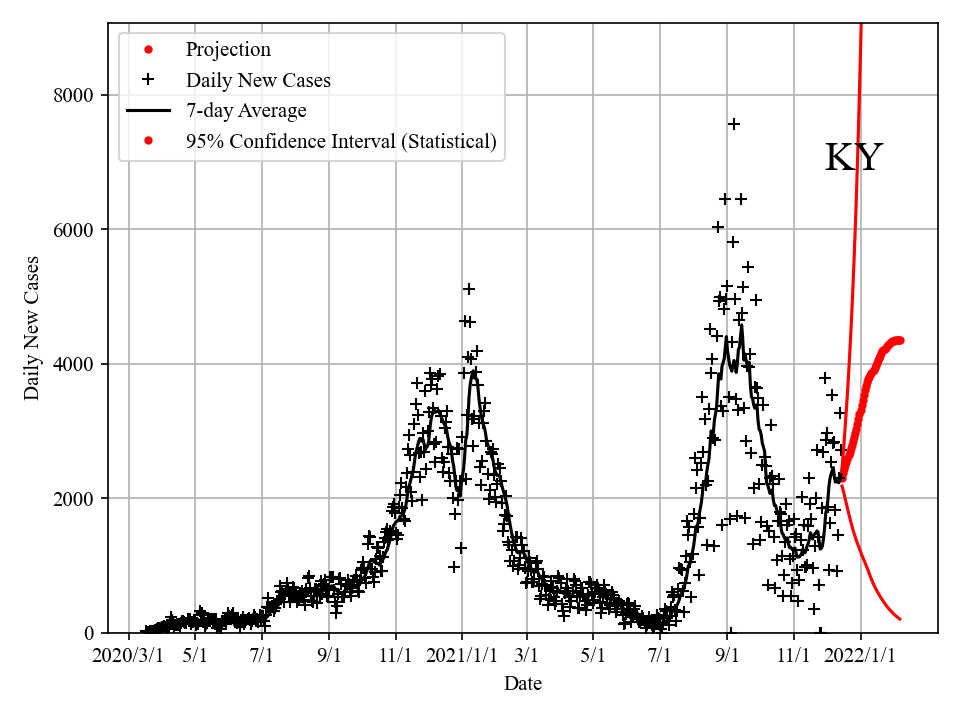 Projection
Daily New Cases
7-day Average
95% Confidence Interval (Statistical)
KY
8000
6000
4000
2000
0
Daily New Cases
2020/3/1 5/1 7/1 9/1 11/1 2021/1/1 3/1 5/1 7/1 9/1 11/1 2022/1/1
Date